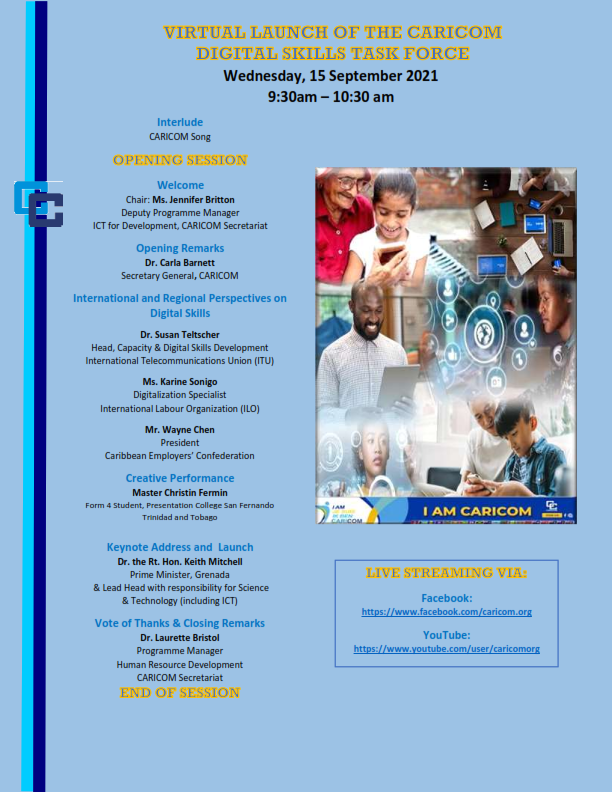 VIRTUAL LAUNCH OF THE CARICOM
DIGITAL SKILLS TASK FORCE
Wednesday, 15 September 2021
9:30am – 10:30 am
Interlude
CARICOM Song
OPENING SESSION
Welcome
Chair: Ms. Jennifer Britton
Deputy Programme Manager
ICT for Development, CARICOM Secretariat
Opening Remarks
Dr. Carla Barnett
Secretary General, CARICOM
International and Regional Perspectives on
Digital Skills
Dr. Susan Teltscher
Head, Capacity & Digital Skills Development
International Telecommunications Union (ITU)
Ms. Karine Sonigo
Digitalization Specialist
International Labour Organization (ILO)
Mr. Wayne Chen
President
Caribbean Employers' Confederation
Creative Performance
Master Christin Fermin
Form 4 Student, Presentation College San Fernando
Trinidad and Tobago
Keynote Address and Launch
Dr. the Rt. Hon. Keith Mitchell
Prime Minister, Grenada
& Lead Head with responsibility for Science
& Technology (including ICT)
Vote of Thanks & Closing Remarks
Dr. Laurette Bristol
Programme Manager
Human Resource Development
CARICOM Secretariat
END OF SESSION
I AM
CARICOM
I AM CARICOM
LIVE STREAMING VIA:
Facebook:
https://www.facebook.com/caricom.org
YouTube:
https://www.youtube.com/user/caricomorg